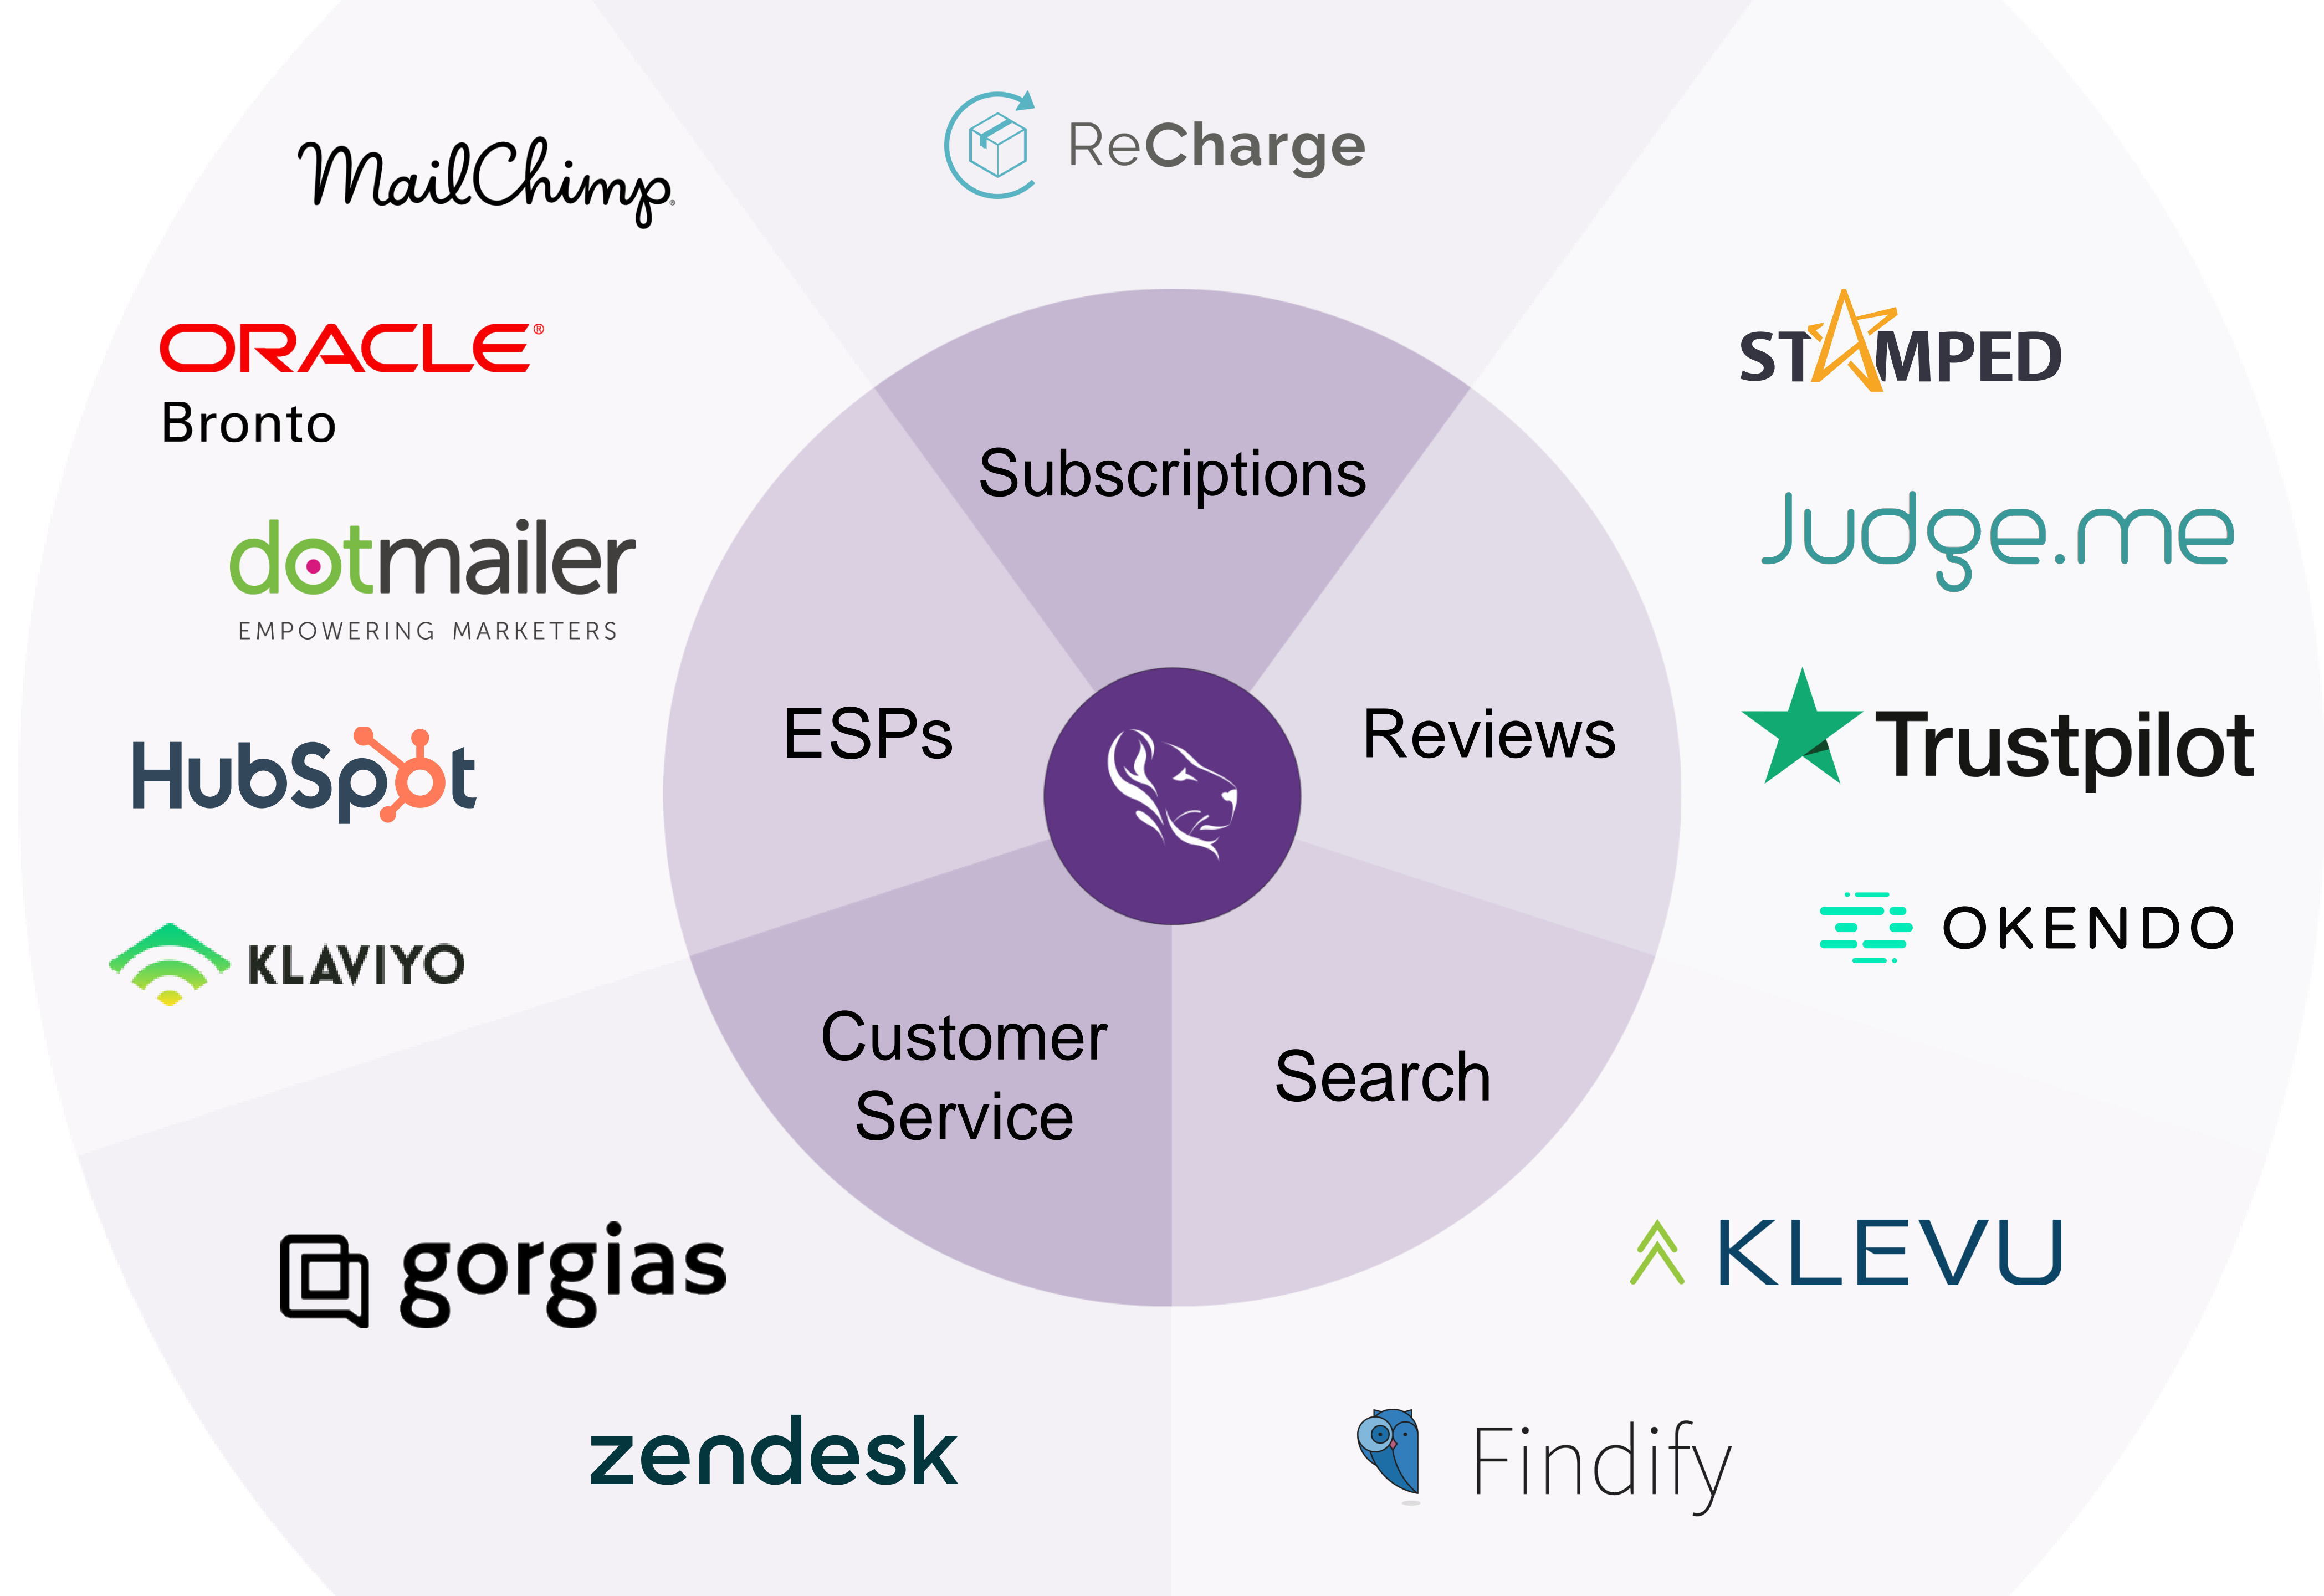 MailChimp®
ReCharge
ORACLE®
Bronto
dotmailer
EMPOWERING MARKETERS
HubSpot
KLAVIYO
Subscriptions
ESPs
Reviews
Customer
Service
Search
STAMPED
Judge.me
Trustpilot
OKENDO
gorgias
zendesk
KLEVU
Findify